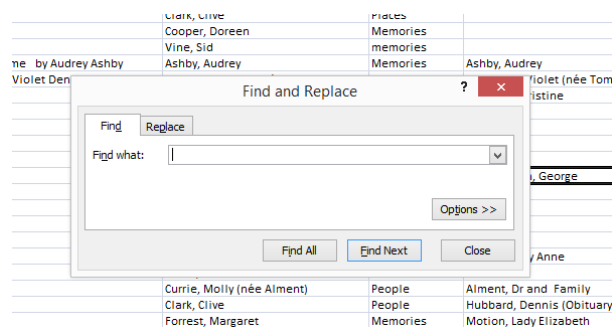 Clark, Clive Places
Cooper, Doreen Memories
Vine, Sid memories
me by Audrey Ashby Ashby, Audrey Memories Ashby, Audrey
Violet Den Violet (née Tom
Find and Replace ?
ristine
Find Replace
Find what:
, George
Options >>
Find All Find Next Close
y Anne
Currie, Molly (née Alment) People Alment, Dr and Family
Clark, Clive People Hubbard, Dennis (Obituary
Forrest, Margaret Memories Motion, Lady Elizabeth